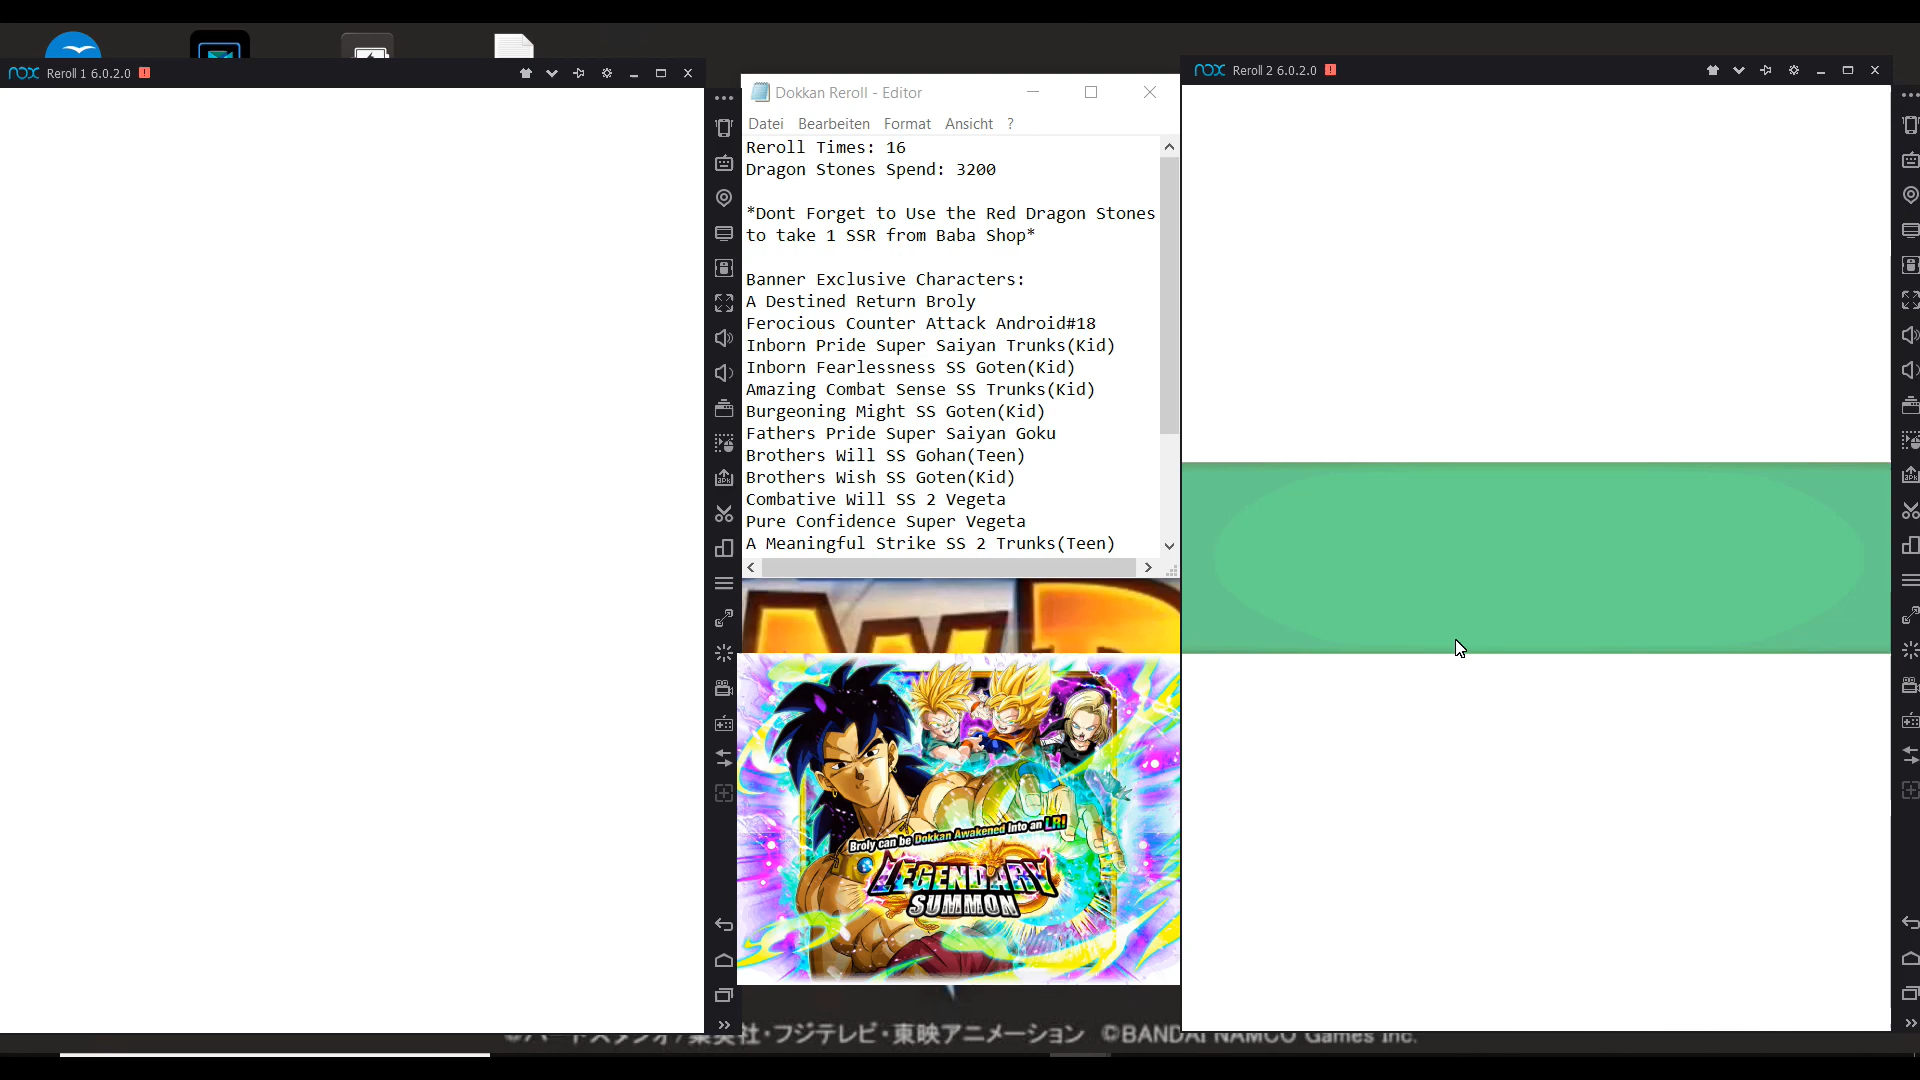 nox Reroll 1 6.0.2.0
Dokkan Reroll - Editor
Datei Bearbeiten Format Ansicht ?
Reroll Times: 16
Dragon Stones Spend: 3200
*Dont Forget to Use the Red Dragon Stones
to take 1 SSR from Baba Shop*
Banner Exclusive Characters:
A Destined Return Broly
Ferocious Counter Attack Android#18
Inborn Pride Super Saiyan Trunks(Kid)
Inborn Fearlessness SS Goten(Kid)
Amazing Combat Sense SS Trunks(Kid)
Burgeoning Might SS Goten(Kid)
Fathers Pride Super Saiyan Goku
Brothers Will SS Gohan(Teen)
Brothers Wish SS Goten(Kid)
Combative Will SS 2 Vegeta
Pure Confidence Super Vegeta
A Meaningful Strike SS 2 Trunks(Teen)
Broly can be Dokkan Awakened into an LR!
LEGENDARY
SUMMON
nox Reroll 2 6.0.2.0
社・フジテレビ・東映アニメーション ©BANDAI NAMCO Games Inc.